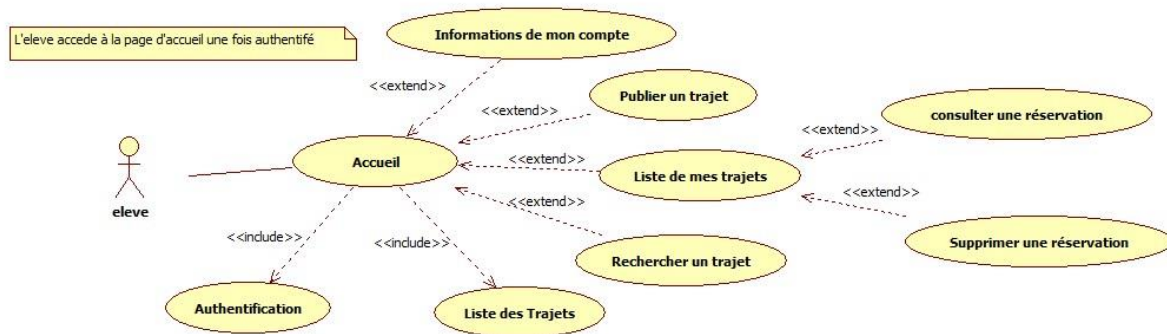 L'eleve accede à la page d'accueil une fois authentifé
Informations de mon compte
<<extend>>
Publier un trajet
<<extend>>
consulter une réservation
<<extend>>
Accueil
<<extend>>
Liste de mes trajets
eleve
<<extend>>
<<extend>>
<<include>>
<<include>>
Rechercher un trajet
Supprimer une réservation
Authentification
Liste des Trajets